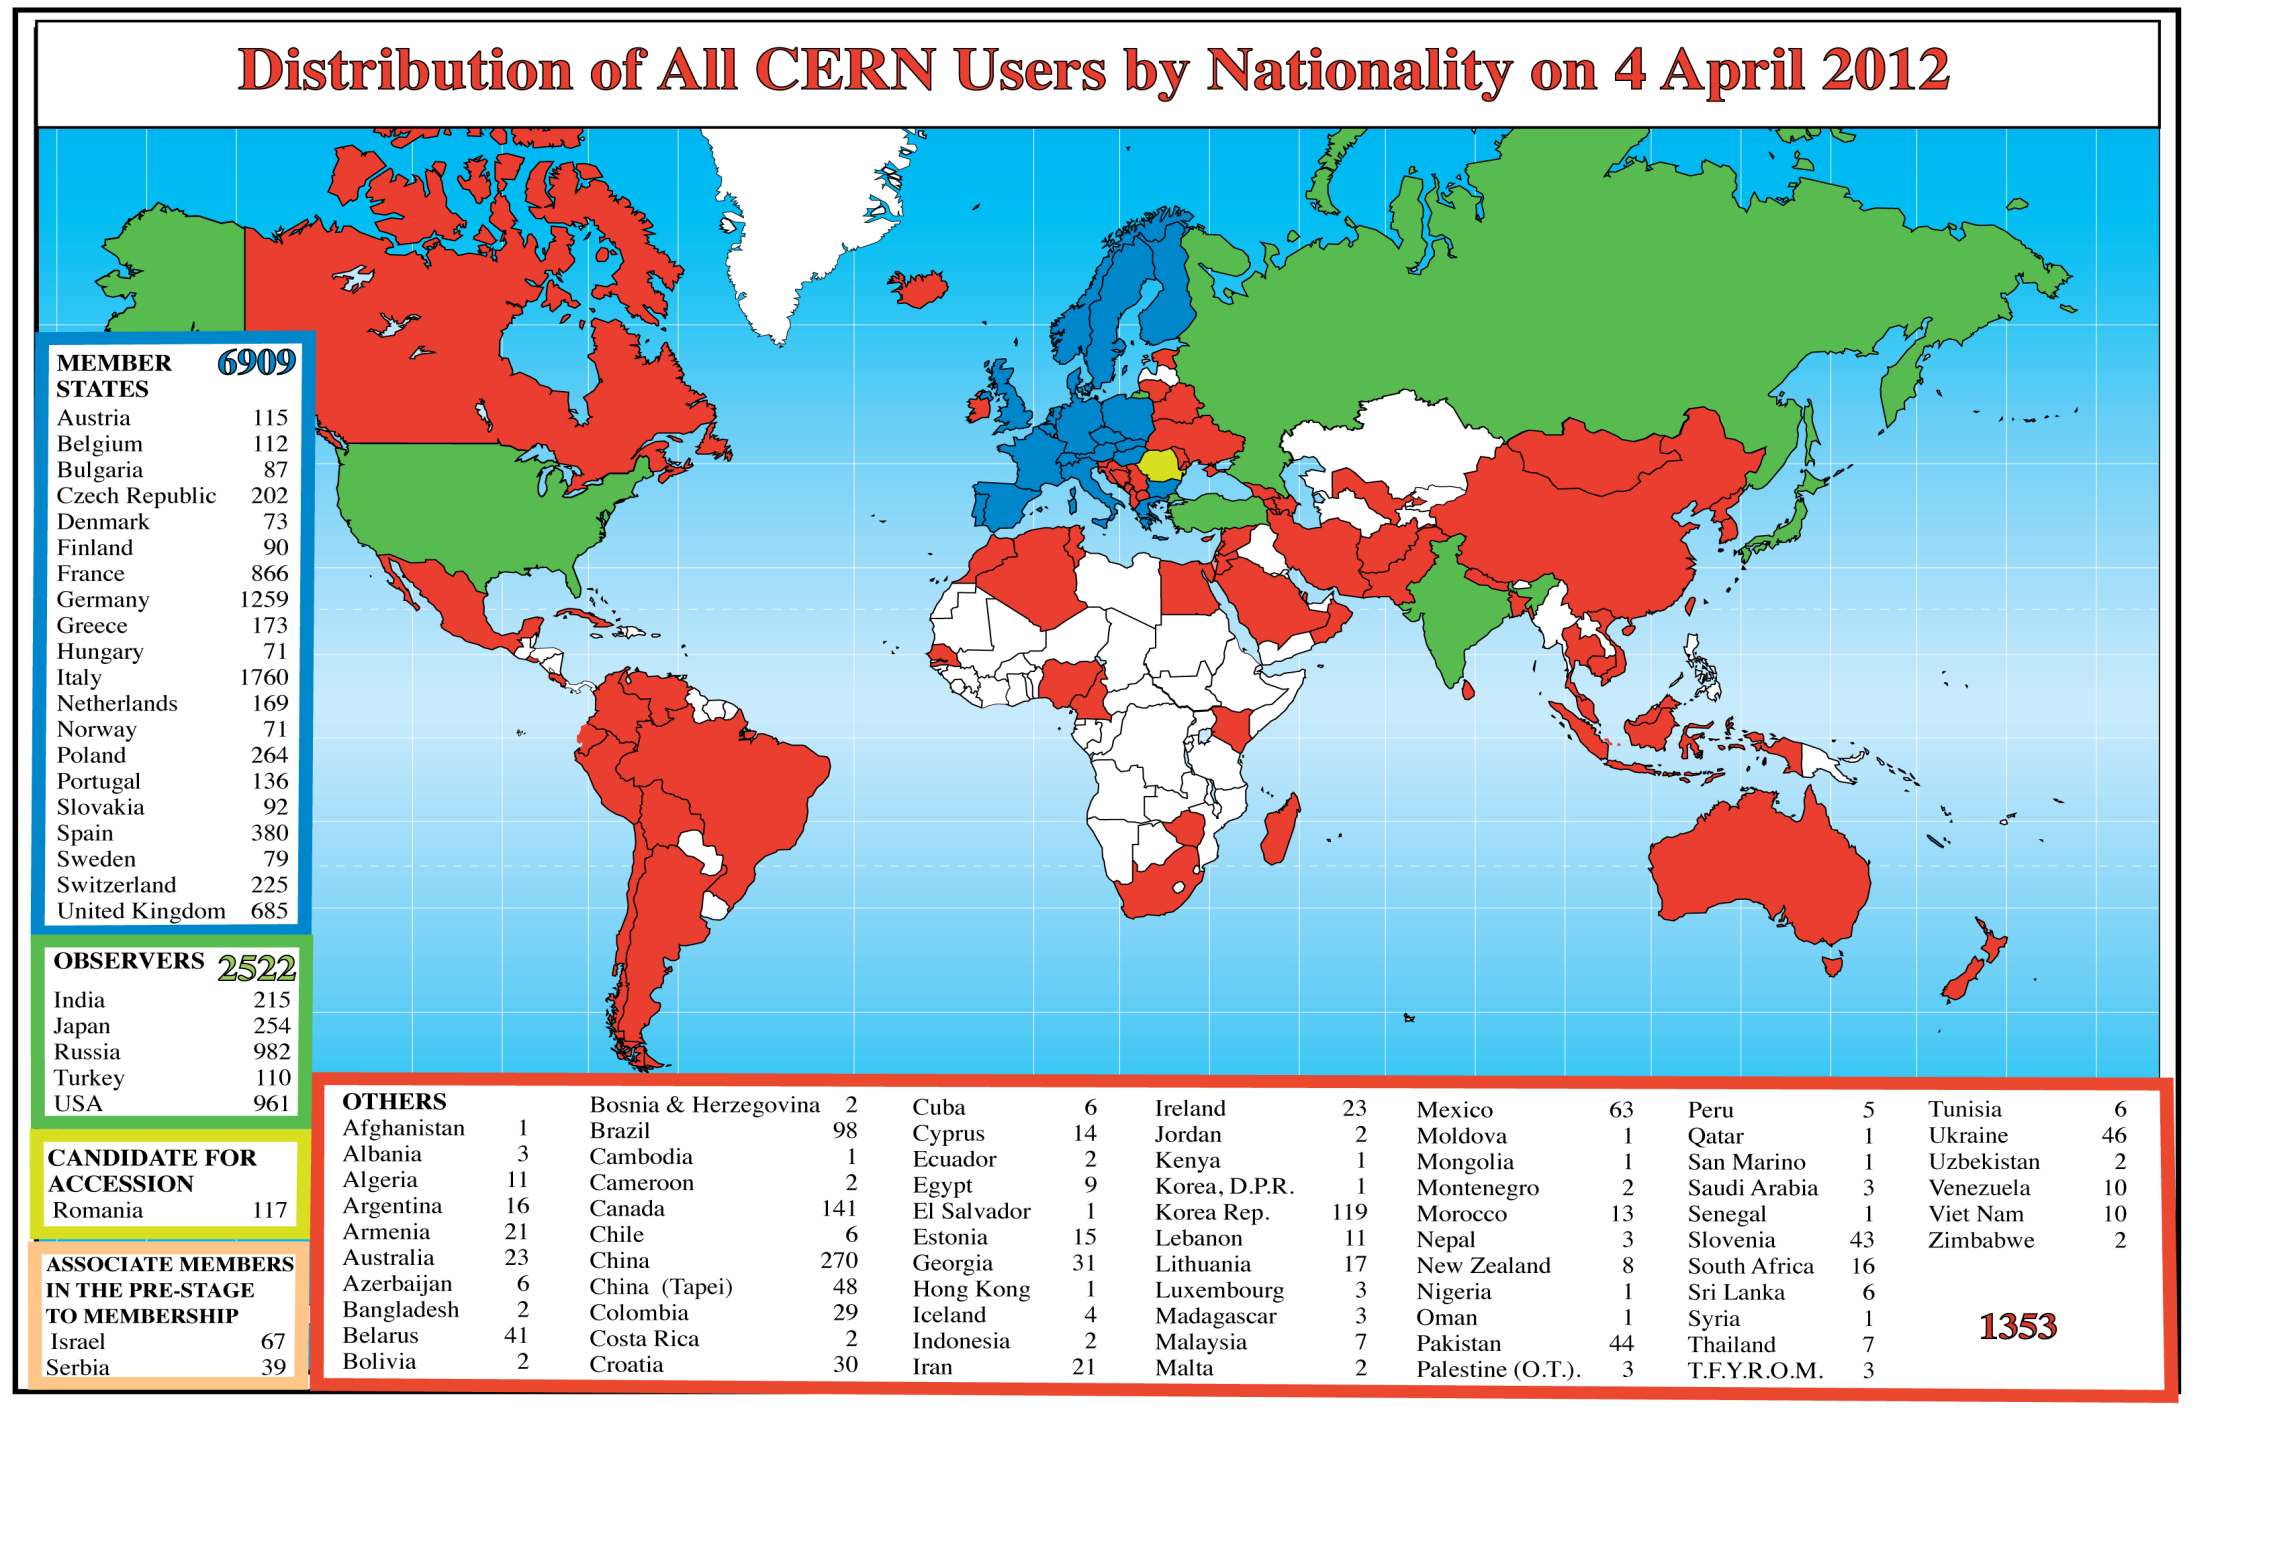 Distribution of All CERN Users by Nationality on 4 April 2012
MEMBER 6909
STATES
Austria 115
Belgium 112
Bulgaria 87
Czech Republic 202
Denmark 73
Finland 90
France 866
Germany 1259
Greece 173
Hungary 71
Italy 1760
Netherlands 169
Norway 71
Poland 264
Portugal 136
Slovakia 92
Spain 380
Sweden 79
Switzerland 225
United Kingdom 685
OBSERVERS 2522
India 215
Japan 254
Russia 982
Turkey 110
USA 961
CANDIDATE FOR
ACCESSION
Romania 117
ASSOCIATE MEMBERS
IN THE PRE-STAGE
TO MEMBERSHIP
Israel 67
Serbia 39
OTHERS
Afghanistan 1
Albania 3
Algeria 11
Argentina 16
Armenia 21
Australia 23
Azerbaijan 6
Bangladesh 2
Belarus 41
Bolivia 2
Bosnia & Herzegovina 2
Brazil 98
Cambodia 1
Cameroon 2
Canada 141
Chile 6
China 270
China (Tapei) 48
Colombia 29
Costa Rica 2
Croatia 30
Cuba 6
Cyprus 14
Ecuador 2
Egypt 9
El Salvador 1
Estonia 15
Georgia 31
Hong Kong 1
Iceland 4
Indonesia 2
Iran 21
Ireland 23
Jordan 2
Kenya 1
Korea, D.P.R. 1
Korea Rep. 119
Lebanon 11
Lithuania 17
Luxembourg 3
Madagascar 3
Malaysia 7
Malta 2
Mexico 63
Moldova 1
Mongolia 1
Montenegro 2
Morocco 13
Nepal 3
New Zealand 8
Nigeria 1
Oman 1
Pakistan 44
Palestine (O.T.). 3
Peru 5
Qatar 1
San Marino 1
Saudi Arabia 3
Senegal 1
Slovenia 43
South Africa 16
Sri Lanka 6
Syria 1
Thailand 7
T.F.Y.R.O.M. 3
Tunisia 6
Ukraine 46
Uzbekistan 2
Venezuela 10
Viet Nam 10
Zimbabwe 2
1353